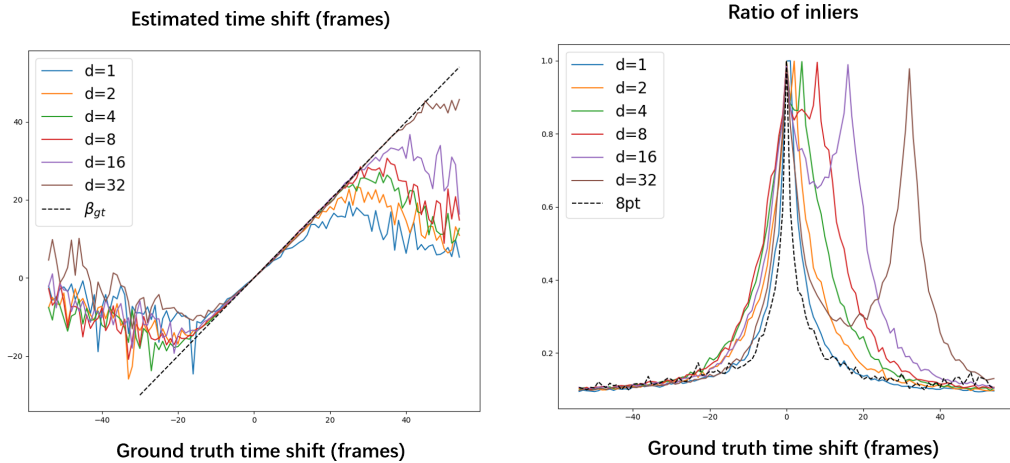 Estimated time shift (frames)
d=1
d=2
d=4
d=8
d=16
d=32
β_gt
40
20
0
−20
−40
−20
0
20
40
Ground truth time shift (frames)
Ratio of inliers
d=1
d=2
d=4
d=8
d=16
d=32
8pt
1.0
0.8
0.6
0.4
0.2
−40
−20
0
20
40
Ground truth time shift (frames)